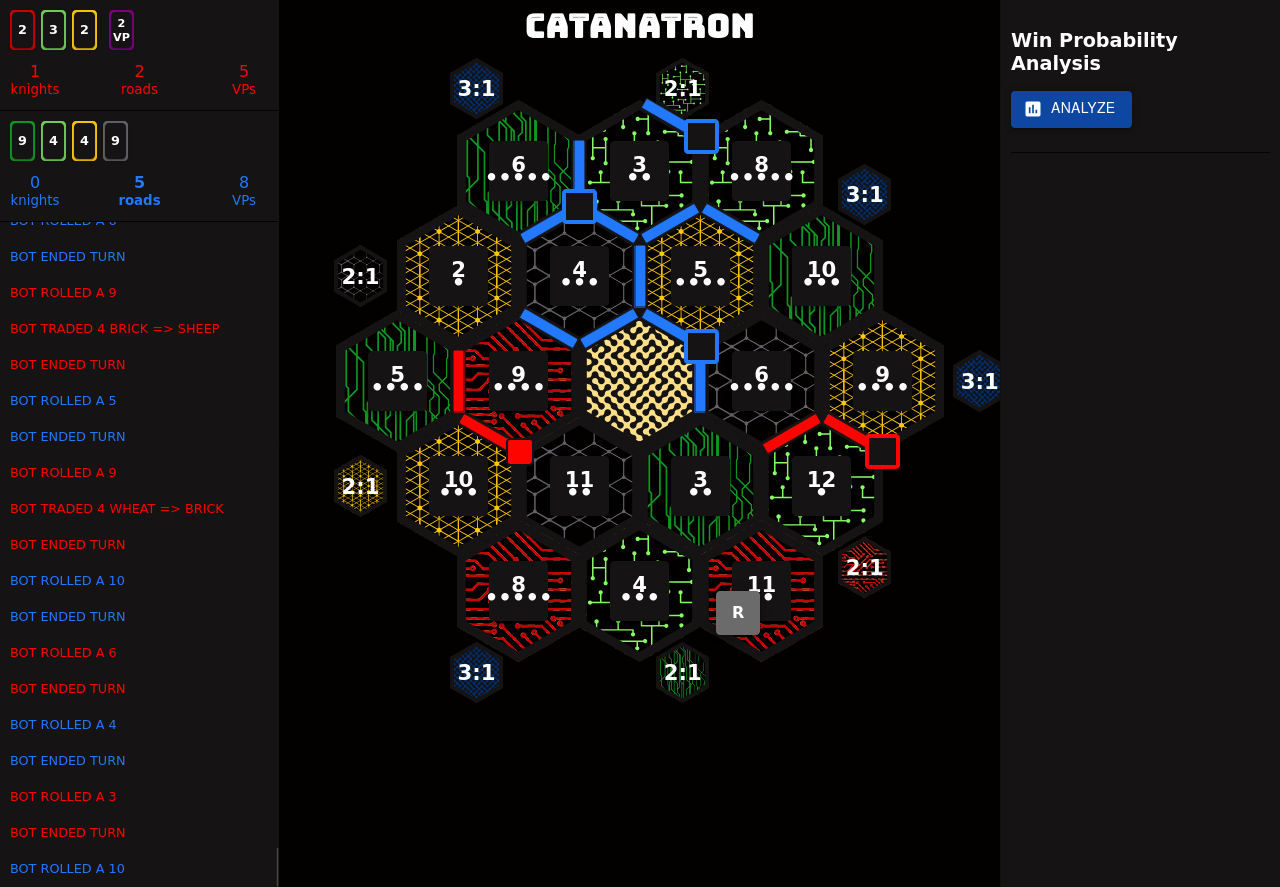 CATANATRON
2 3 2 2 VP
1 2 5
knights roads VPs
9 4 4 9
0 5 8
knights roads VPs
BOT ENDED TURN
BOT ROLLED A 9
BOT TRADED 4 BRICK => SHEEP
BOT ENDED TURN
BOT ROLLED A 5
BOT ENDED TURN
BOT ROLLED A 9
BOT TRADED 4 WHEAT => BRICK
BOT ENDED TURN
BOT ROLLED A 10
BOT ENDED TURN
BOT ROLLED A 6
BOT ENDED TURN
BOT ROLLED A 4
BOT ENDED TURN
BOT ROLLED A 3
BOT ENDED TURN
BOT ROLLED A 10
3:1 2:1
6 3 8
3:1
2:1 2 4 5 10
5 9 6 9 3:1
2:1 10 11 3 12
2:1
8 4 11
R
3:1 2:1
Win Probability
Analysis
ANALYZE